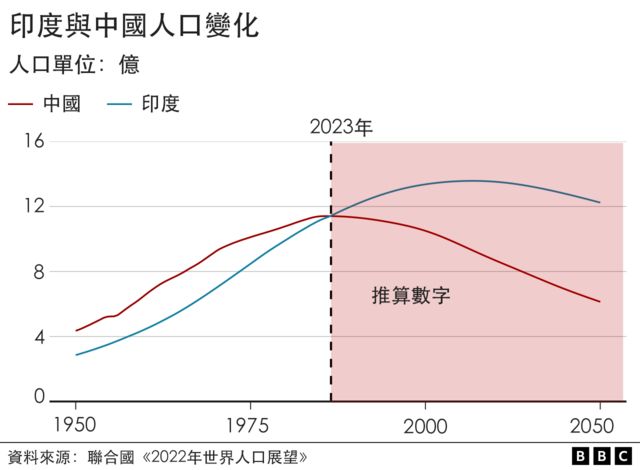 印度與中國人口變化
人口單位：億
中國 印度
2023年
16
12
8
推算數字
4
0
1950 1975 2000 2050
資料來源：聯合國《2022年世界人口展望》 BBC